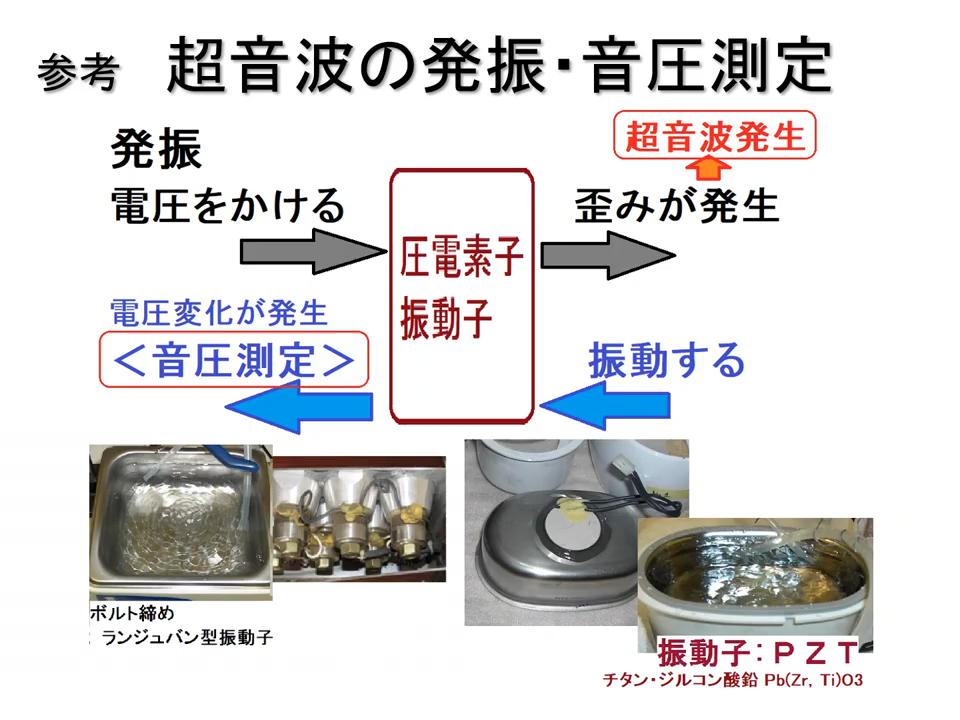 参考 超音波の発振・音圧測定
発振
超音波発生
電圧をかける
歪みが発生
圧電素子
振動子
電圧変化が発生
＜音圧測定＞
振動する
ボルト締め
ランジュバン型振動子
振動子：ＰＺＴ
チタン・ジルコン酸鉛 Pb(Zr, Ti)O3